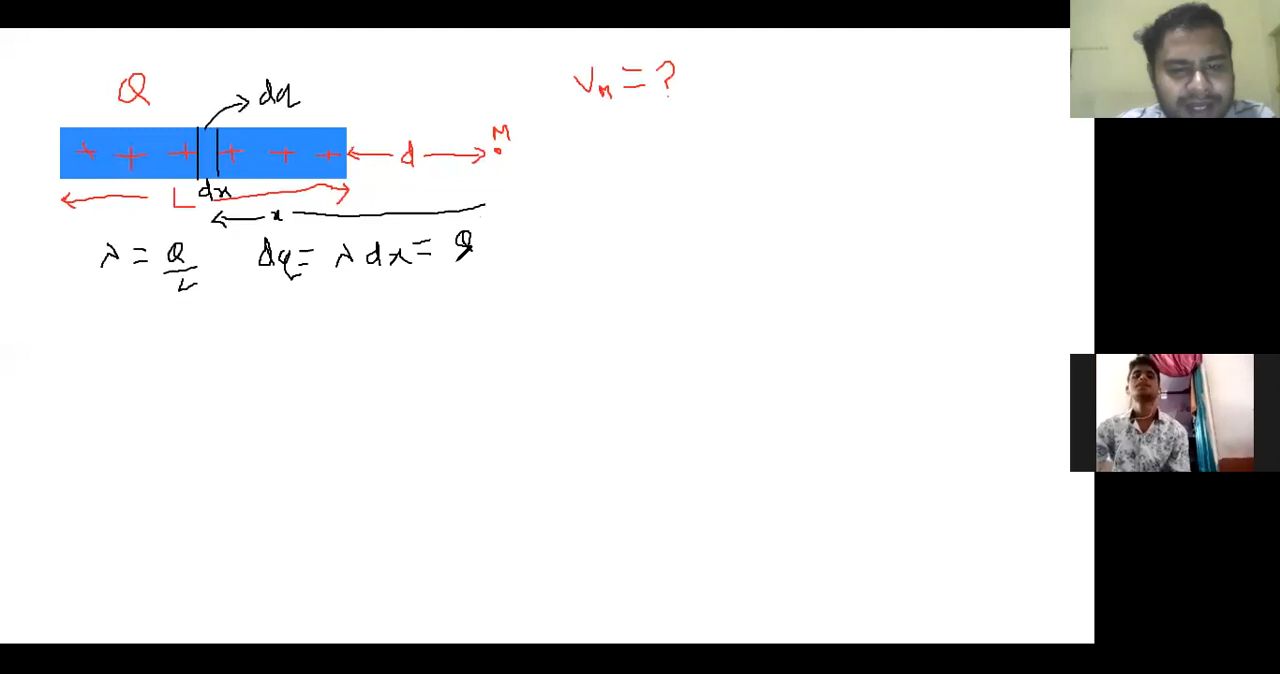 Q
dq
V_M = ?
+ + + + + +
d
M
L
dx
x
λ = Q/L dq = λ dx = Q